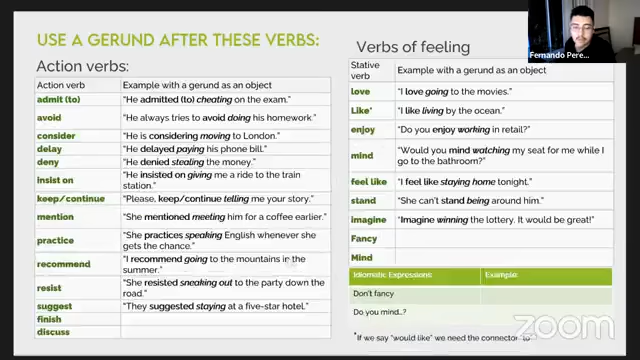 USE A GERUND AFTER THESE VERBS:
Action verbs:
Action verb Example with a gerund as an object
admit (to) "He admitted (to) cheating on the exam."
avoid "He always tries to avoid doing his homework."
consider "He is considering moving to London."
delay "He delayed paying his phone bill."
deny "He denied stealing the money."
insist on "He insisted on giving me a ride to the train
station."
keep/continue "Please, keep/continue telling me your story."
mention "She mentioned meeting him for a coffee earlier."
practice "She practices speaking English whenever she
gets the chance."
recommend "I recommend going to the mountains in the
summer."
resist "She resisted sneaking out to the party down the
road."
suggest "They suggested staying at a five-star hotel."
finish
discuss
Verbs of feeling
Stative
verb Example with a gerund as an object
love "I love going to the movies."
Like* "I like living by the ocean."
enjoy "Do you enjoy working in retail?"
mind "Would you mind watching my seat for me while I
go to the bathroom?"
feel like "I feel like staying home tonight."
stand "She can't stand being around him."
imagine "Imagine winning the lottery. It would be great!"
Fancy
Mind
Idiomatic Expressions: Example:
Don't fancy
Do you mind..?
*If we say "would like" we need the connector "to".
Fernando Pere...
zoom